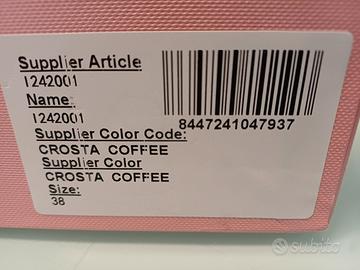 Supplier Article
1242001
Name:
1242001
Supplier Color Code:
CROSTA COFFEE
Supplier Color
CROSTA COFFEE
Size:
38
8447241047937
subito